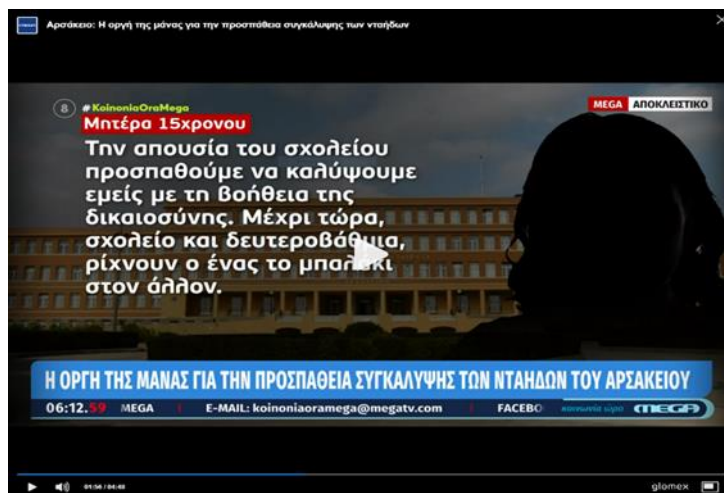 Αρσάκειο: Η οργή της μάνας για την προσπάθεια συγκάλυψης των νταήδων
8 #KoinoniaOraMega
MEGA ΑΠΟΚΛΕΙΣΤΙΚΟ
Μητέρα 15χρονου
Την απουσία του σχολείου
προσπαθούμε να καλύψουμε
εμείς με τη βοήθεια της
δικαιοσύνης. Μέχρι τώρα,
σχολείο και δευτεροβάθμια,
ρίχνουν ο ένας το μπαλάκι
στον άλλον.
Η ΟΡΓΗ ΤΗΣ ΜΑΝΑΣ ΓΙΑ ΤΗΝ ΠΡΟΣΠΑΘΕΙΑ ΣΥΓΚΑΛΥΨΗΣ ΤΩΝ ΝΤΑΗΔΩΝ ΤΟΥ ΑΡΣΑΚΕΙΟΥ
06:12.59 MEGA E-MAIL: koinoniaoramega@megatv.com FACEBO κοινωνία ώρα MEGA
01:56 / 04:48 glomex